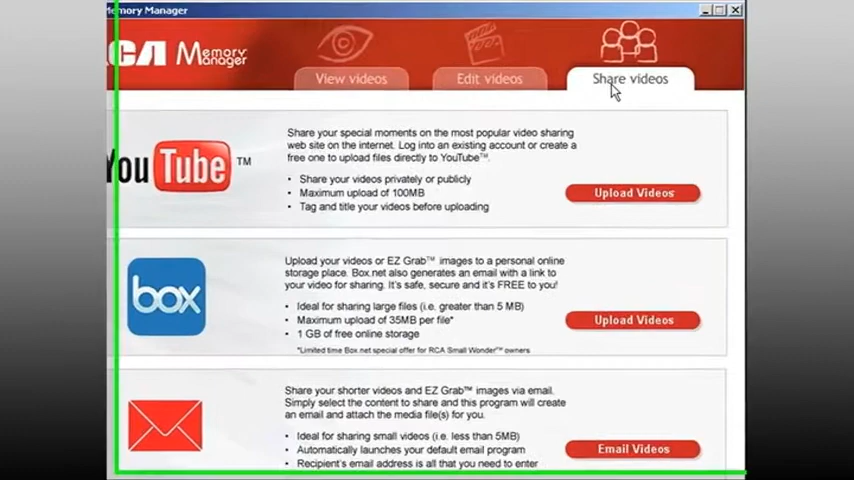 Memory Manager
RCA Memory Manager
View videos
Edit videos
Share videos
YouTube™
Share your special moments on the most popular video sharing
web site on the internet. Log into an existing account or create a
free one to upload files directly to YouTube™.
• Share your videos privately or publicly
• Maximum upload of 100MB
• Tag and title your videos before uploading
Upload Videos
box
Upload your videos or EZ Grab™ images to a personal online
storage place. Box.net also generates an email with a link to
your video for sharing. It's safe, secure and it's FREE to you!
• Ideal for sharing large files (i.e. greater than 5 MB)
• Maximum upload of 35MB per file*
• 1 GB of free online storage
*Limited time Box.net special offer for RCA Small Wonder™ owners
Upload Videos
Share your shorter videos and EZ Grab™ images via email.
Simply select the content to share and this program will create
an email and attach the media file(s) for you.
• Ideal for sharing small videos (i.e. less than 5MB)
• Automatically launches your default email program
• Recipient's email address is all that you need to enter
Email Videos